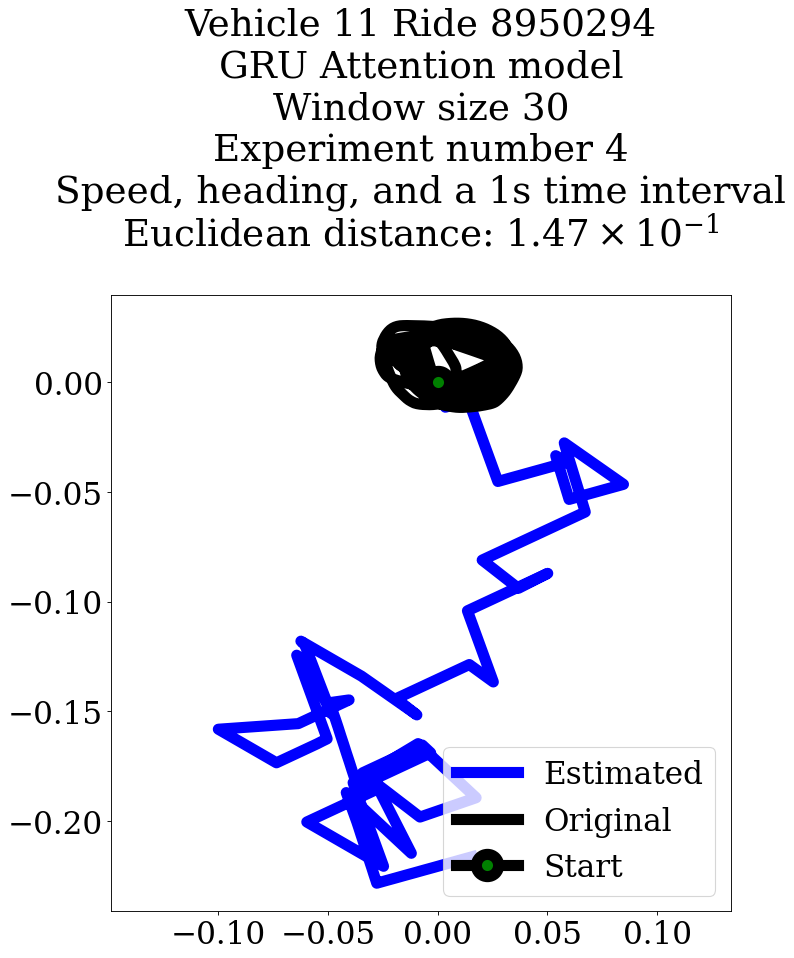 Vehicle 11 Ride 8950294
GRU Attention model
Window size 30
Experiment number 4
Speed, heading, and a 1s time interval
Euclidean distance: 1.47 × 10⁻¹
0.00
−0.05
−0.10
−0.15
−0.20
Estimated
Original
Start
−0.10 −0.05 0.00 0.05 0.10